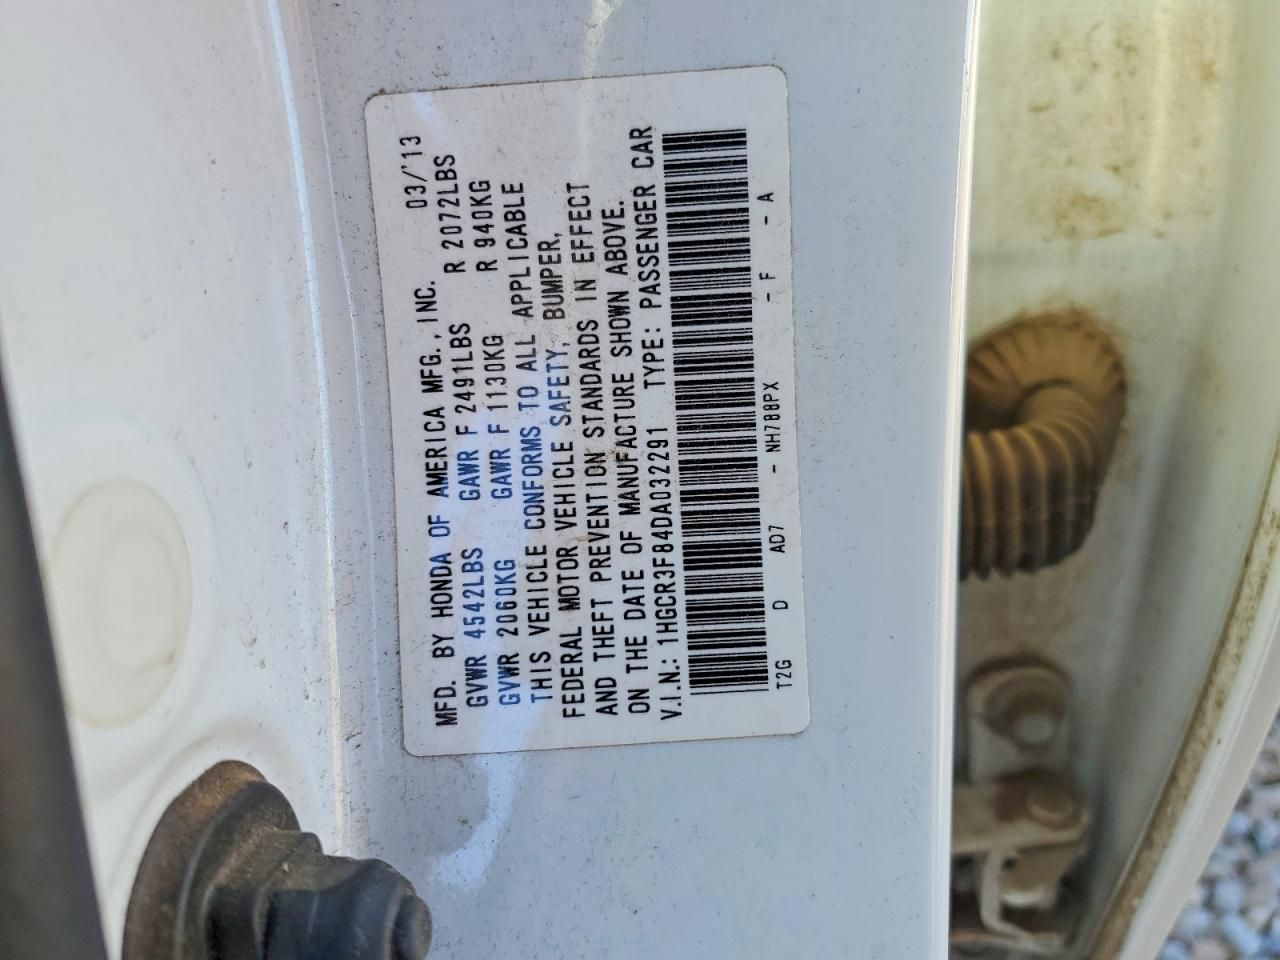 MFD. BY HONDA OF AMERICA MFG., INC. 03/'13
GVWR 4542LBS GAWR F 2491LBS R 2072LBS
GVWR 2060KG GAWR F 1130KG R 940KG
THIS VEHICLE CONFORMS TO ALL APPLICABLE
FEDERAL MOTOR VEHICLE SAFETY, BUMPER,
AND THEFT PREVENTION STANDARDS IN EFFECT
ON THE DATE OF MANUFACTURE SHOWN ABOVE.
V.I.N.: 1HGCR3F84DA032291 TYPE: PASSENGER CAR
T2G D AD7 - NH788PX - F - A